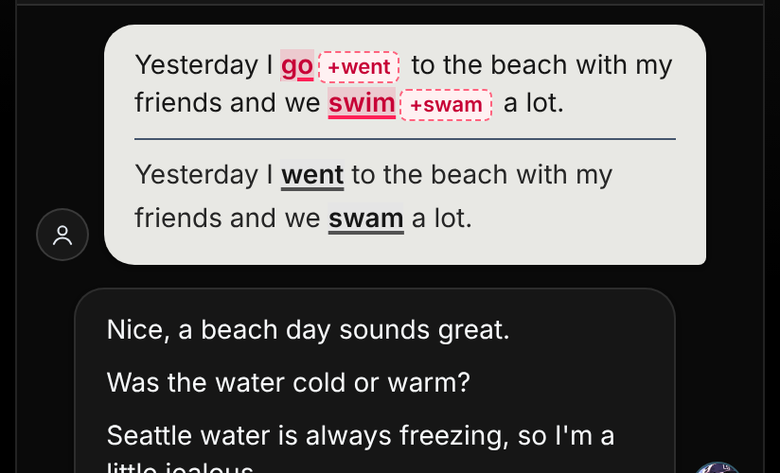 Yesterday I go +went to the beach with my
friends and we swim +swam a lot.
Yesterday I went to the beach with my
friends and we swam a lot.
Nice, a beach day sounds great.
Was the water cold or warm?
Seattle water is always freezing, so I'm a
little jealous